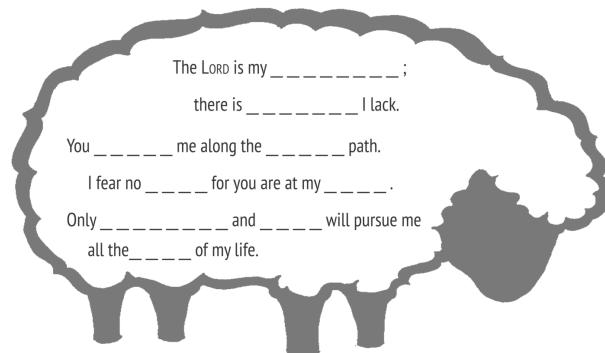 The LORD is my _ _ _ _ _ _ _ _ ;
there is _ _ _ _ _ _ _ I lack.
You _ _ _ _ _ me along the _ _ _ _ _ path.
I fear no _ _ _ _ for you are at my _ _ _ _ .
Only _ _ _ _ _ _ _ _ and _ _ _ _ will pursue me
all the_ _ _ _ of my life.